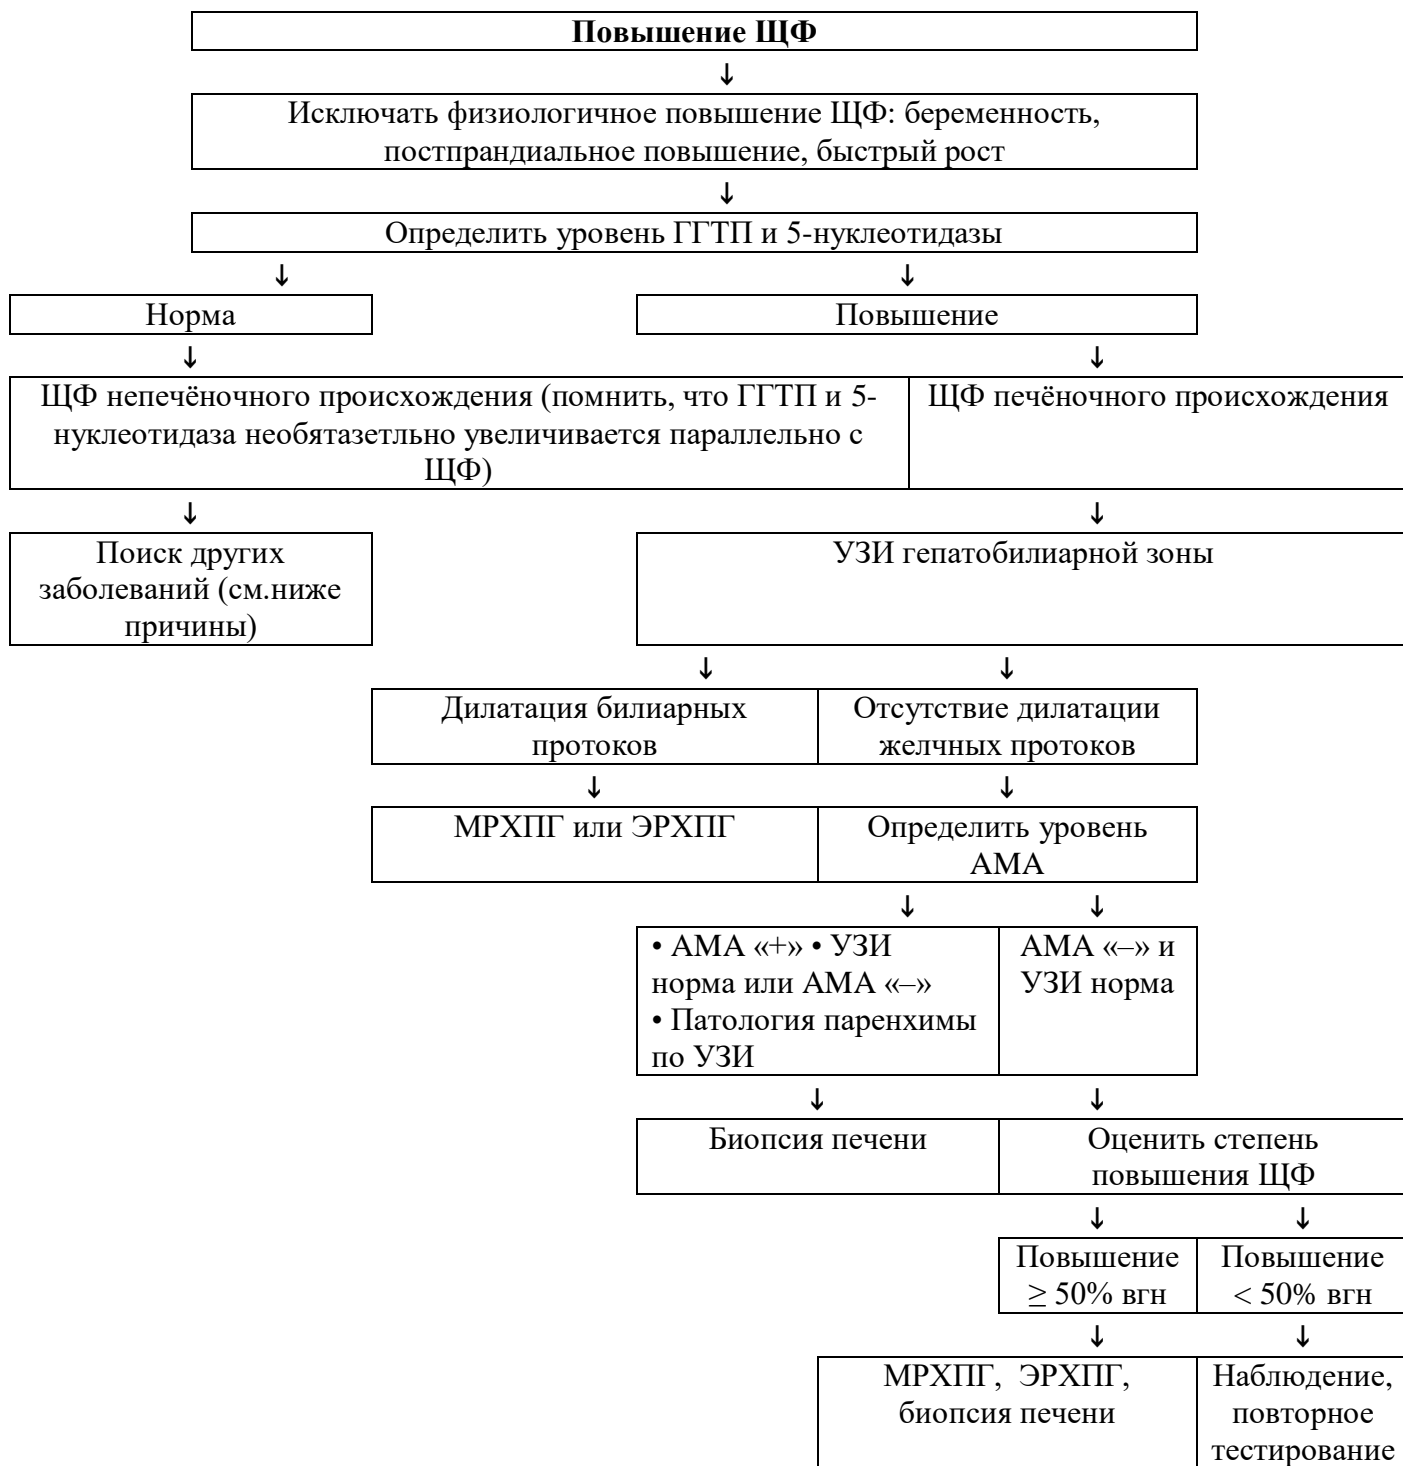 Повышение ЩФ
↓
Исключать физиологичное повышение ЩФ: беременность,
постпрандиальное повышение, быстрый рост
↓
Определить уровень ГГТП и 5-нуклеотидазы
↓ ↓
Норма
Повышение
↓ ↓
ЩФ непечёночного происхождения (помнить, что ГГТП и 5-
нуклеотидаза необятазетльно увеличивается параллельно с
ЩФ)
ЩФ печёночного происхождения
↓ ↓
Поиск других
заболеваний (см.ниже
причины)
УЗИ гепатобилиарной зоны
↓ ↓
Дилатация билиарных
протоков
Отсутствие дилатации
желчных протоков
↓ ↓
МРХПГ или ЭРХПГ
Определить уровень
АМА
↓ ↓
• АМА «+» • УЗИ
норма или АМА «–»
• Патология паренхимы
по УЗИ
АМА «–» и
УЗИ норма
↓ ↓
Биопсия печени
Оценить степень
повышения ЩФ
↓ ↓
Повышение
≥ 50% вгн
Повышение
< 50% вгн
↓ ↓
МРХПГ, ЭРХПГ,
биопсия печени
Наблюдение,
повторное
тестирование